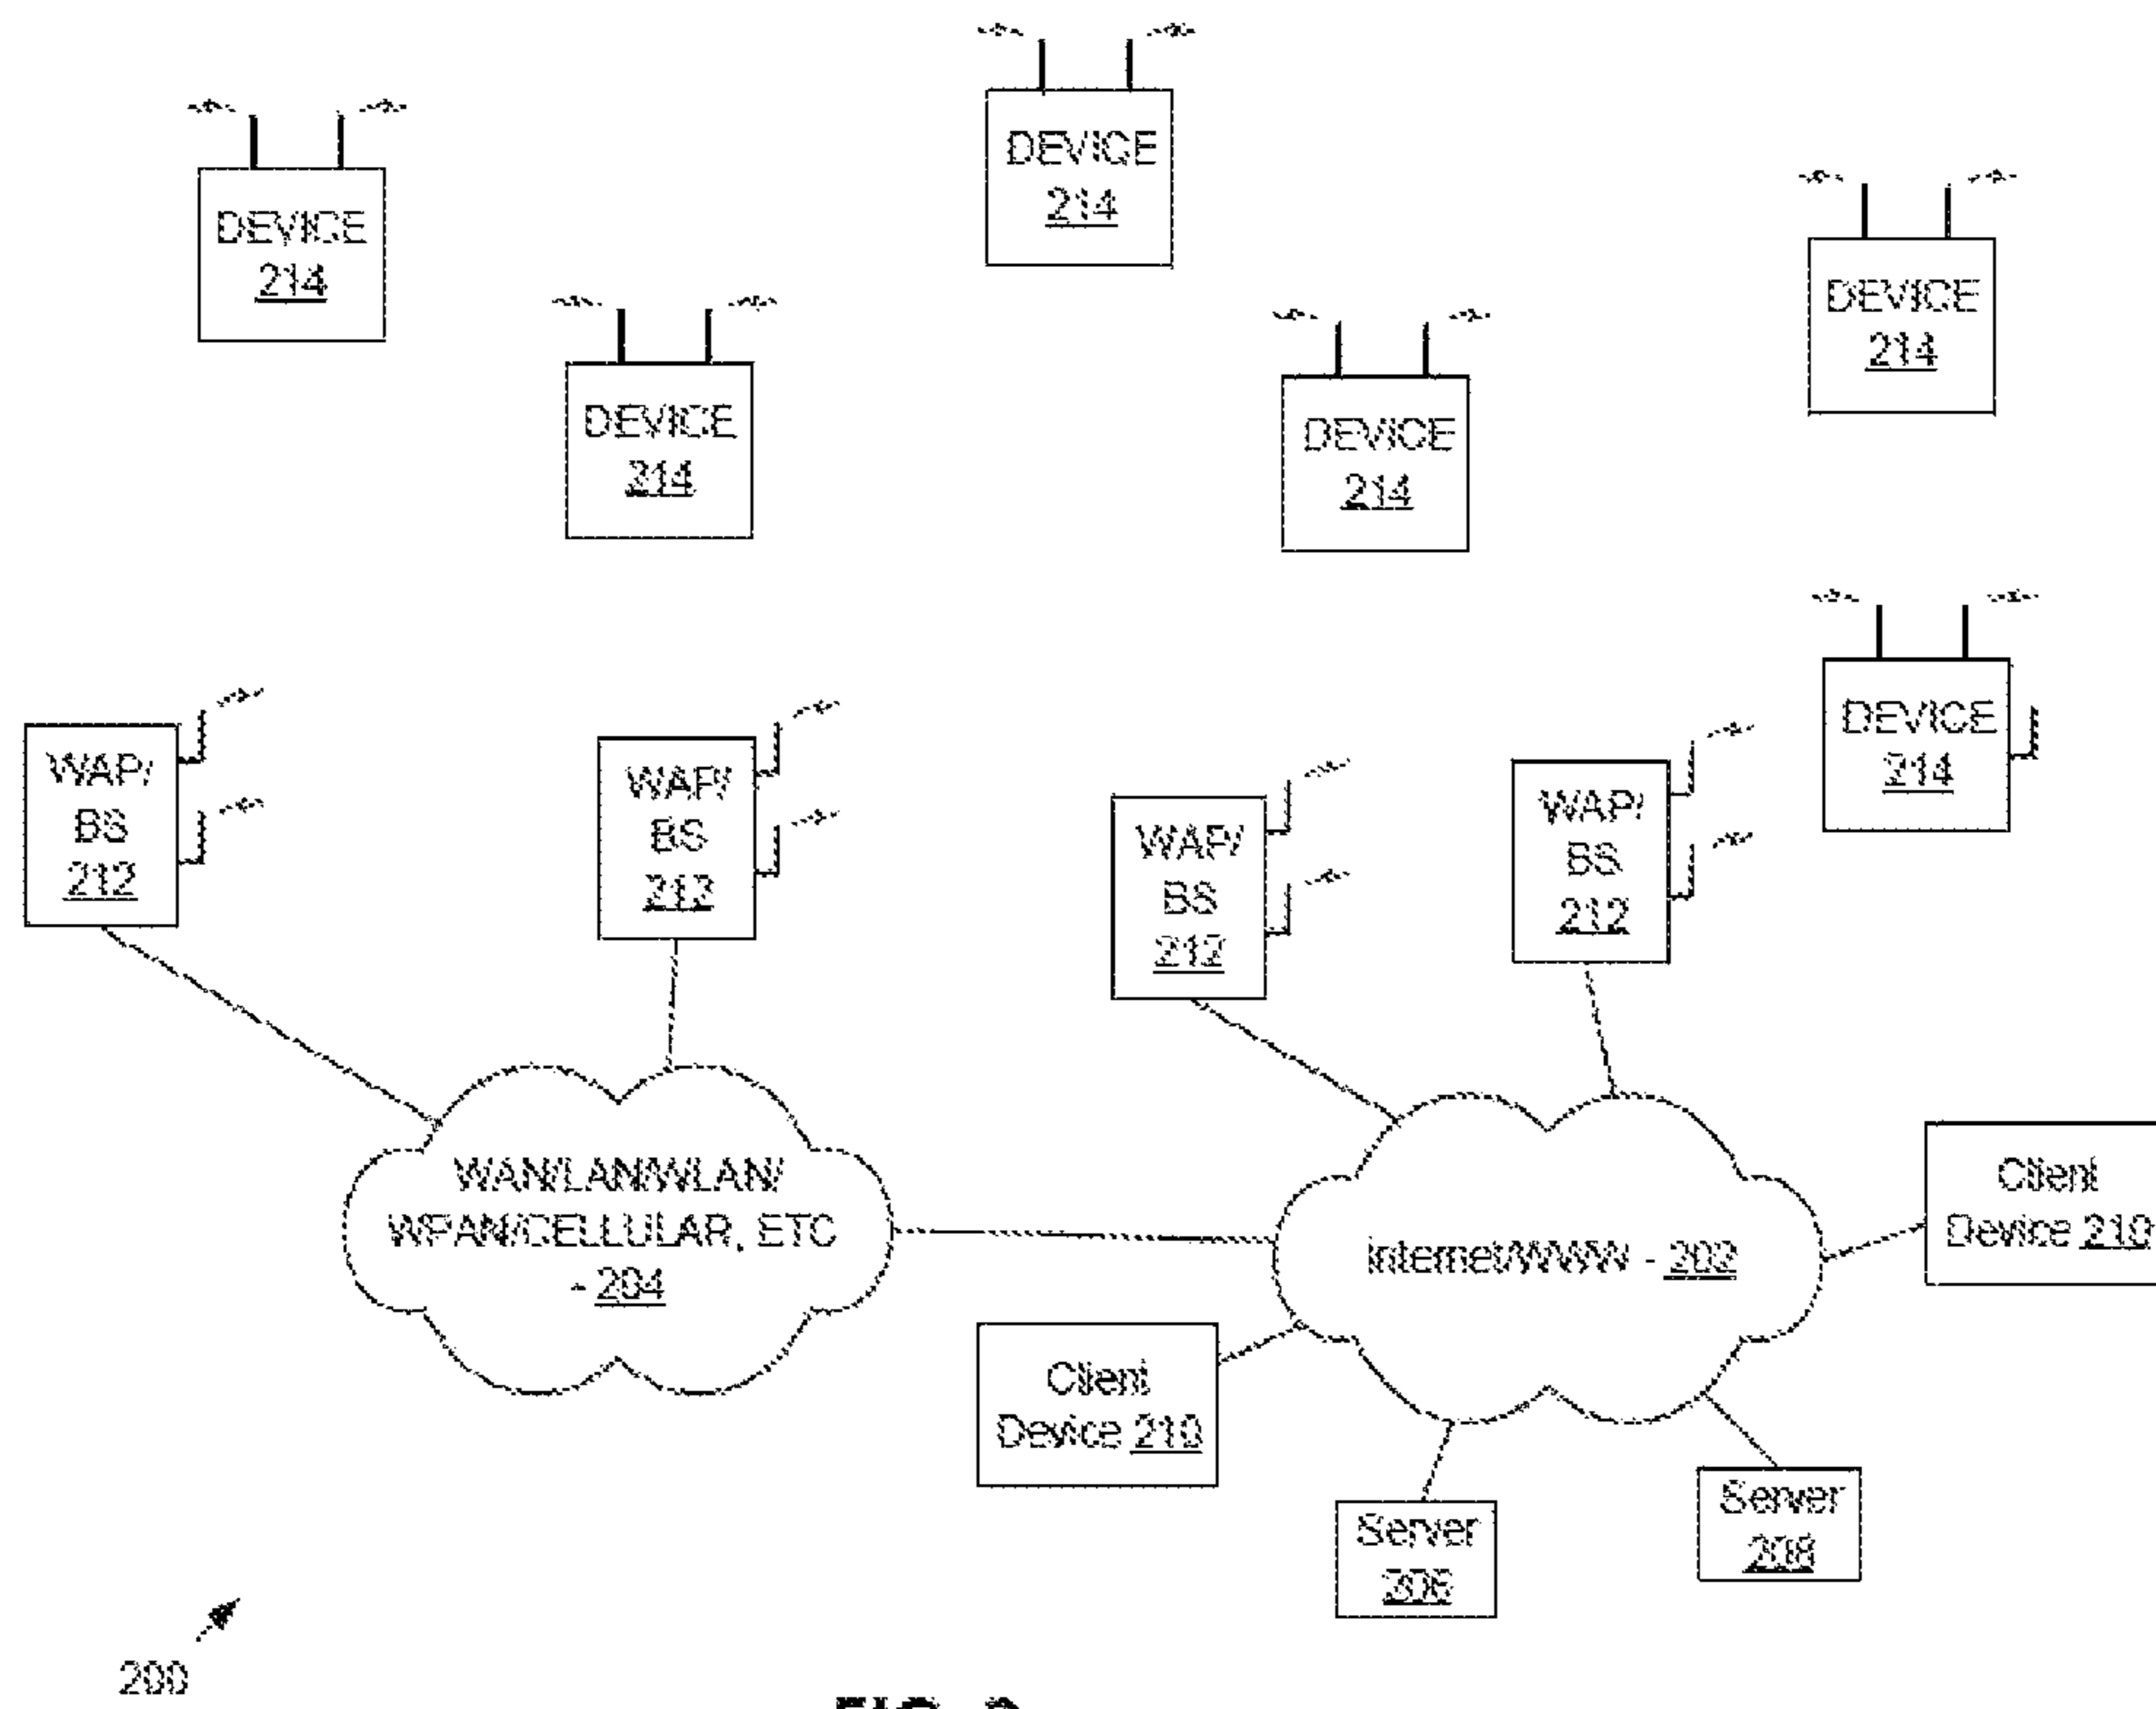 DEVICE
214
DEVICE
214
DEVICE
214
DEVICE
214
DEVICE
214
DEVICE
214
WAP/
BS
212
WAP/
BS
212
WAP/
BS
212
WAP/
BS
212
WAN/LAN/WLAN/
WPAN/CELLULAR, ETC
- 204
Internet/WWW - 202
Client
Device 210
Client
Device 210
Server
Server
208
200